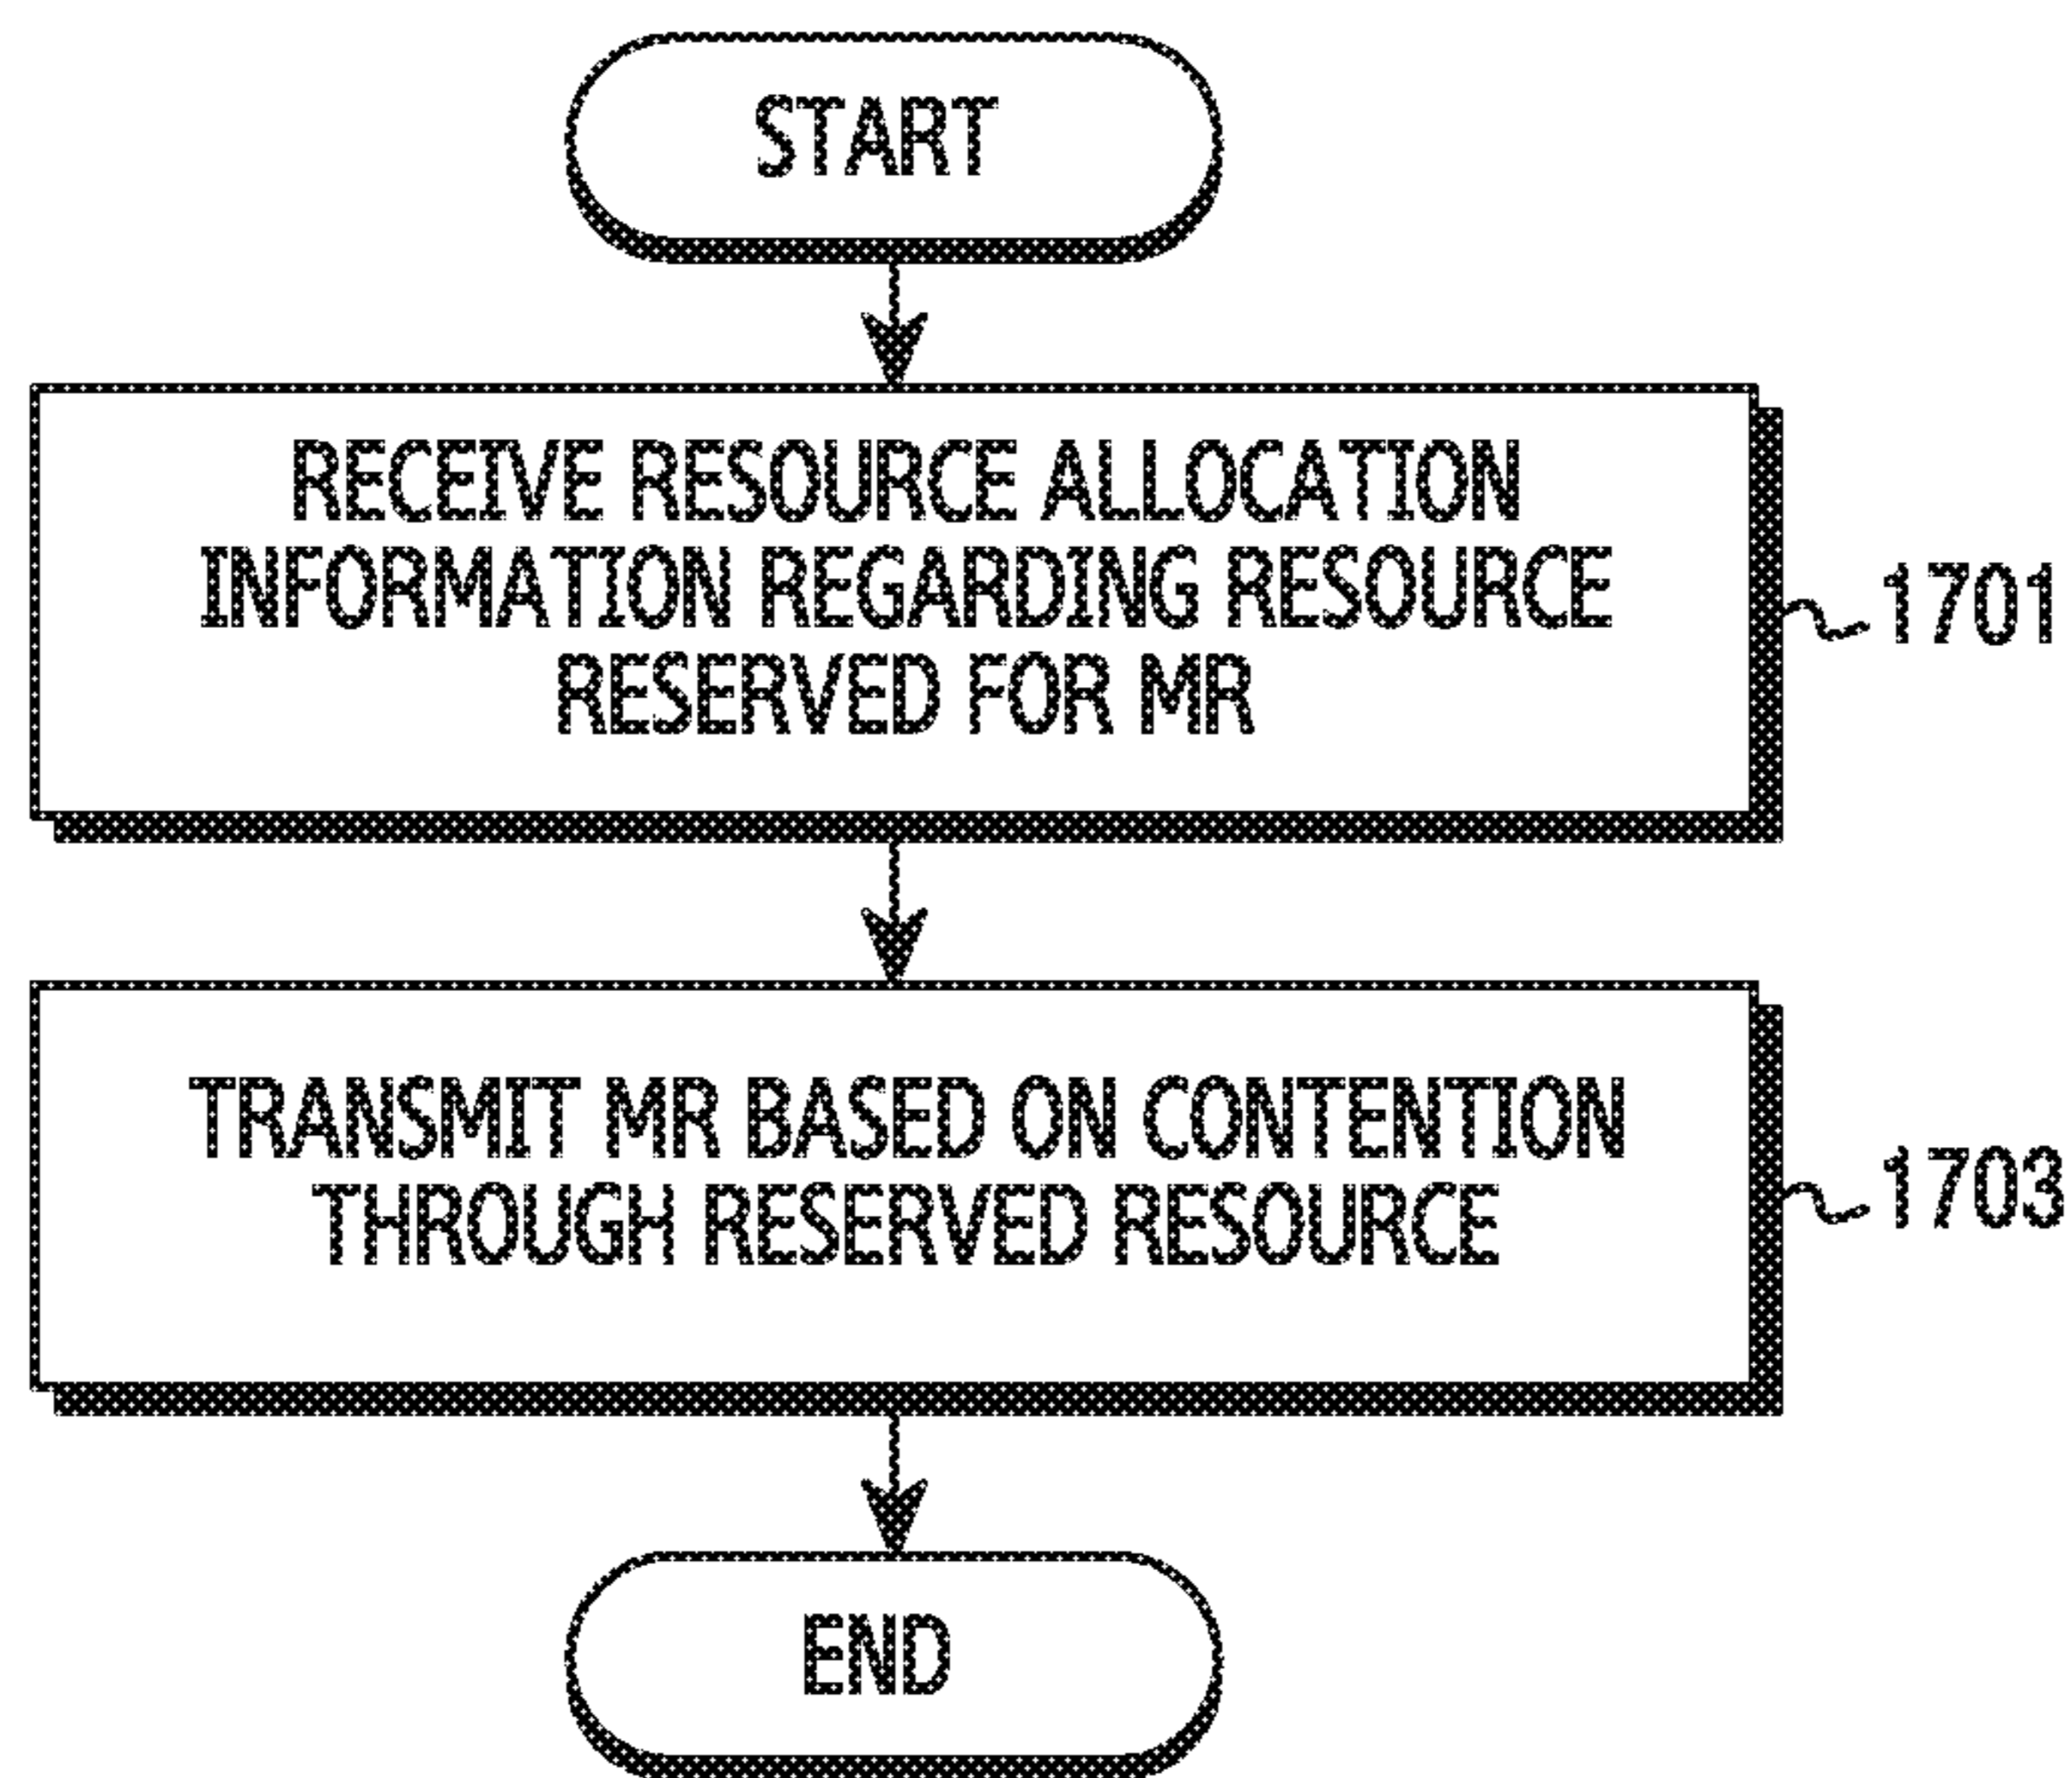 START
RECEIVE RESOURCE ALLOCATION
INFORMATION REGARDING RESOURCE
RESERVED FOR MR
1701
TRANSMIT MR BASED ON CONTENTION
THROUGH RESERVED RESOURCE
1703
END